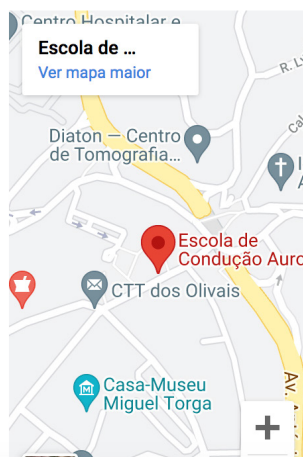 Centro Hospitalar e
Escola de ...
Ver mapa maior
R. L
Cal
Diaton — Centro
de Tomografia...
Escola de
Condução Auro
CTT dos Olivais
Casa-Museu
Miguel Torga
Av.
+